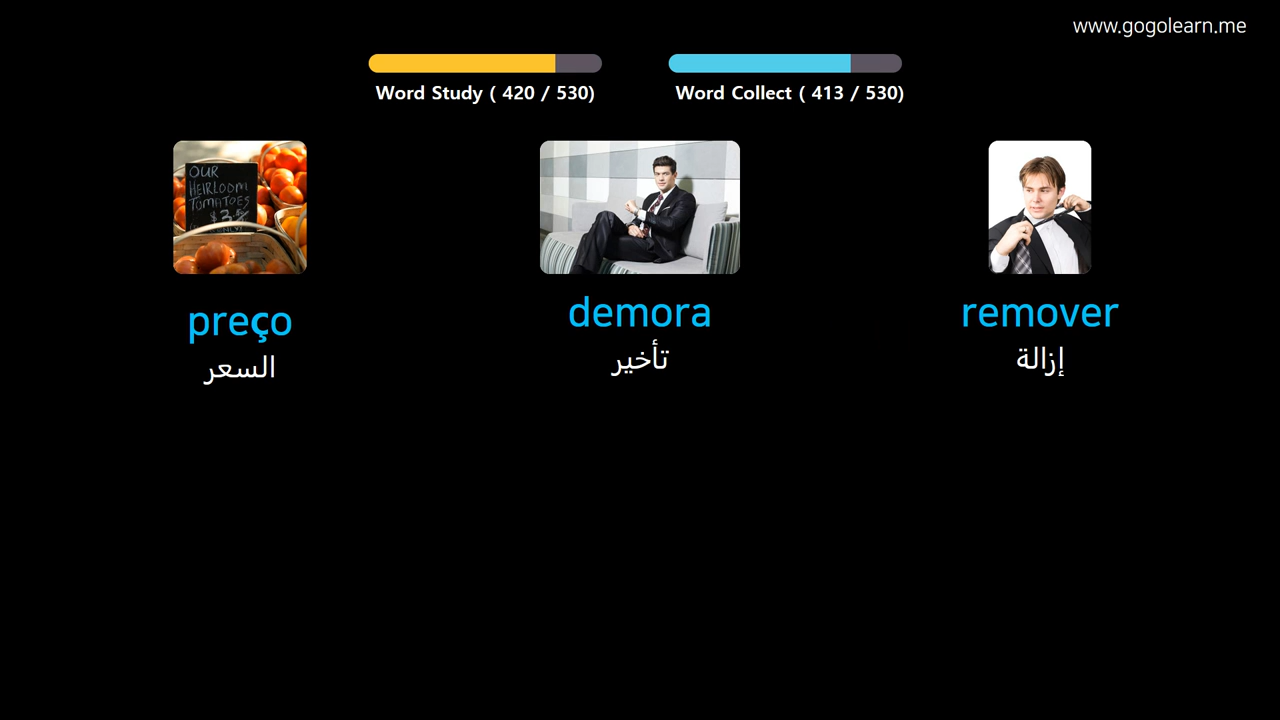 www.gogolearn.me
Word Study ( 420 / 530)
Word Collect ( 413 / 530)
OUR
HEIRLOOM
TOMATOES
preço
السعر
demora
تأخير
remover
إزالة